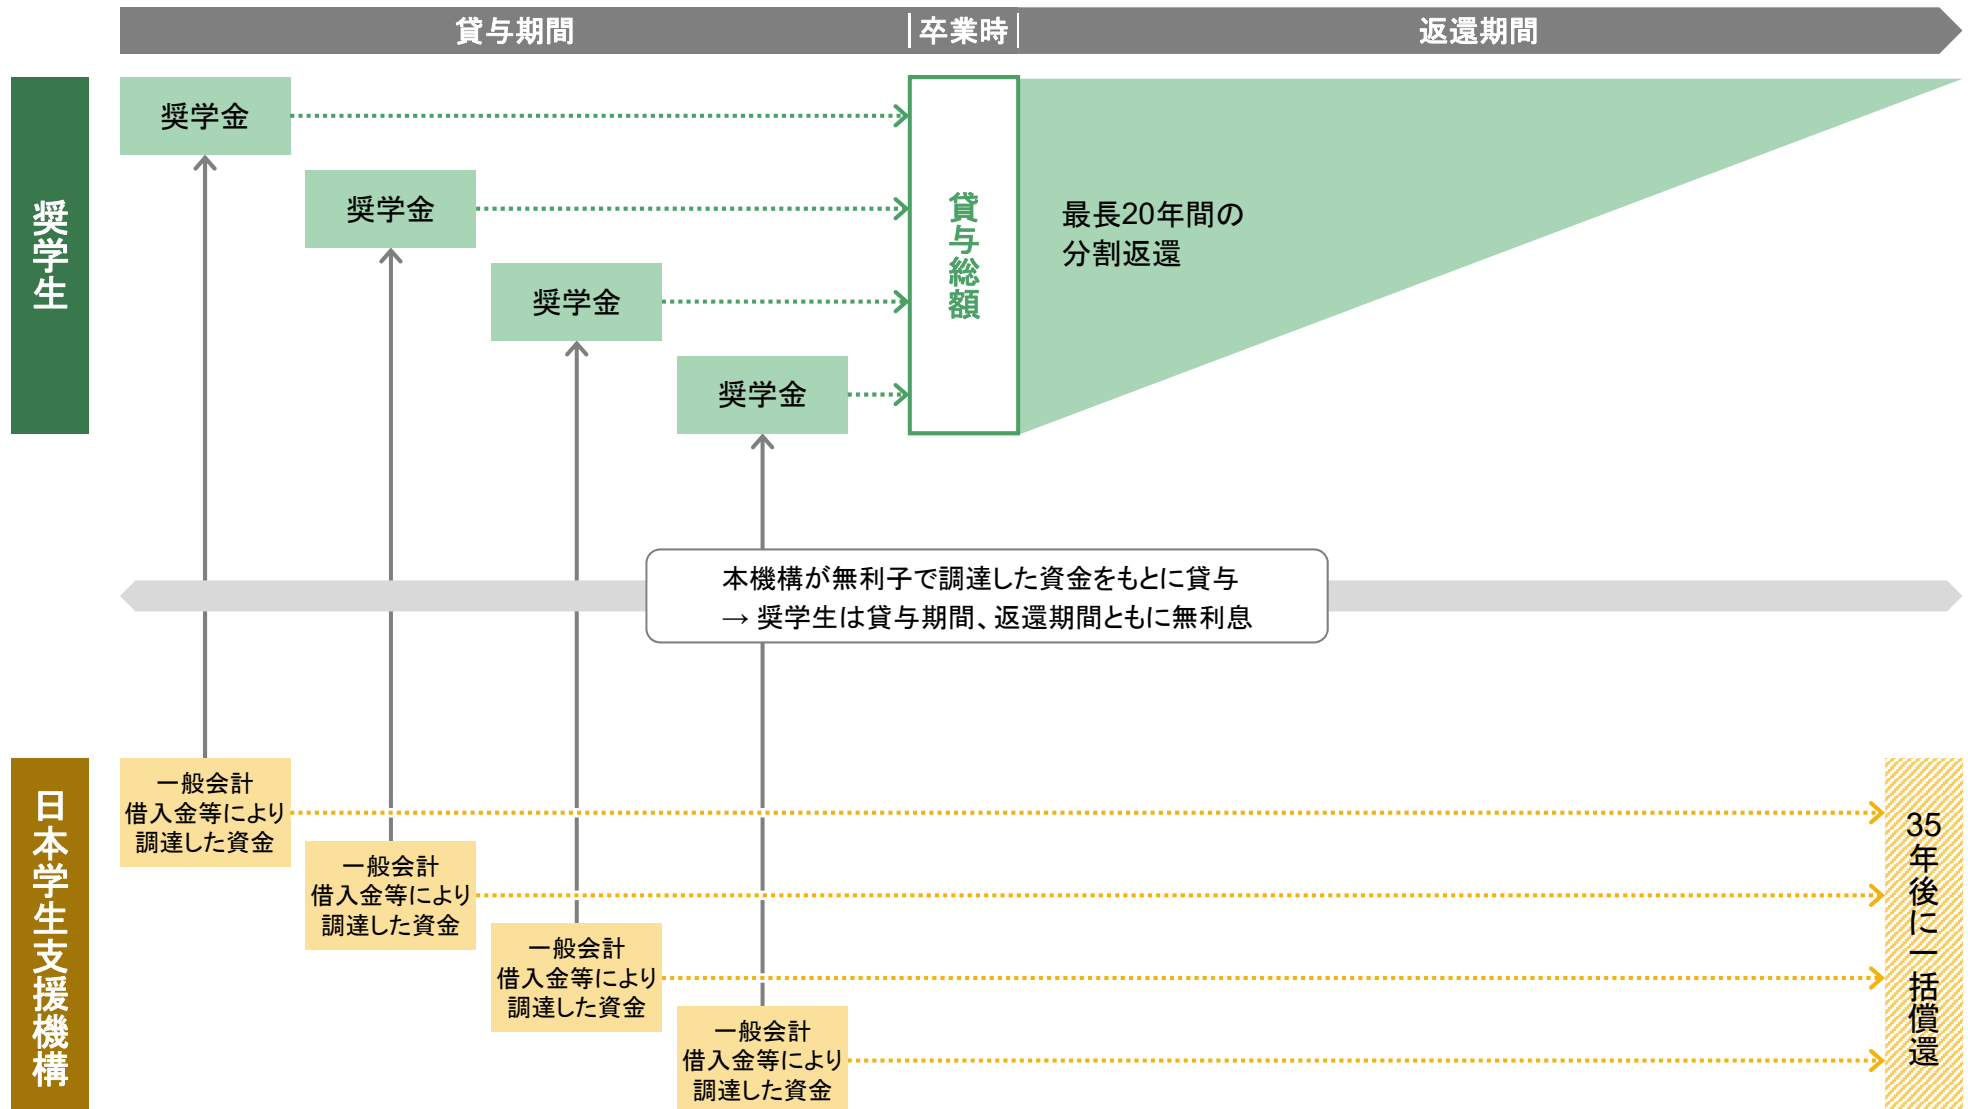 貸与期間
卒業時
返還期間
奨学生
奨学金
奨学金
奨学金
奨学金
貸与総額
最長20年間の
分割返還
本機構が無利子で調達した資金をもとに貸与
→ 奨学生は貸与期間、返還期間ともに無利息
日本学生支援機構
一般会計
借入金等により
調達した資金
一般会計
借入金等により
調達した資金
一般会計
借入金等により
調達した資金
一般会計
借入金等により
調達した資金
35年後に一括償還